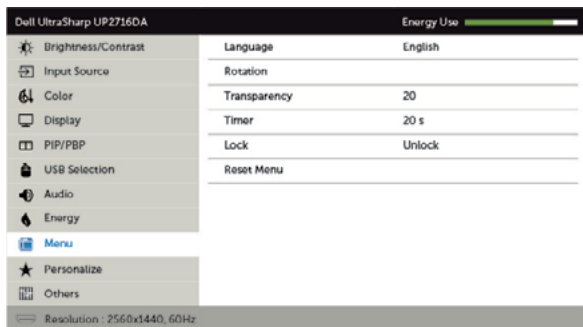 Dell UltraSharp UP2716DA Energy Use
Brightness/Contrast Language English
Input Source Rotation
Color Transparency 20
Display Timer 20 s
PIP/PBP Lock Unlock
USB Selection Reset Menu
Audio
Energy
Menu
Personalize
Others
Resolution : 2560x1440, 60Hz